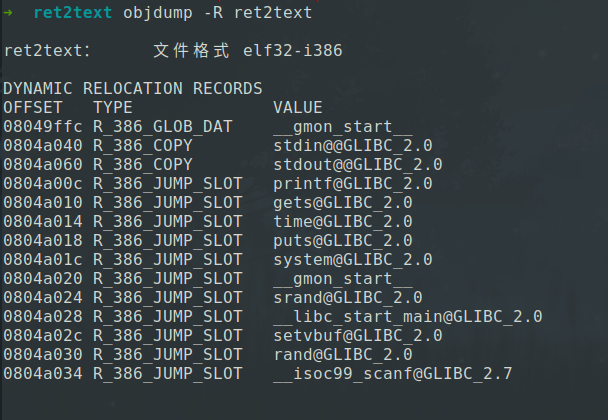 → ret2text objdump -R ret2text
ret2text:      文件格式 elf32-i386
DYNAMIC RELOCATION RECORDS
OFFSET   TYPE              VALUE
08049ffc R_386_GLOB_DAT    __gmon_start__
0804a040 R_386_COPY        stdin@@GLIBC_2.0
0804a060 R_386_COPY        stdout@@GLIBC_2.0
0804a00c R_386_JUMP_SLOT   printf@GLIBC_2.0
0804a010 R_386_JUMP_SLOT   gets@GLIBC_2.0
0804a014 R_386_JUMP_SLOT   time@GLIBC_2.0
0804a018 R_386_JUMP_SLOT   puts@GLIBC_2.0
0804a01c R_386_JUMP_SLOT   system@GLIBC_2.0
0804a020 R_386_JUMP_SLOT   __gmon_start__
0804a024 R_386_JUMP_SLOT   srand@GLIBC_2.0
0804a028 R_386_JUMP_SLOT   __libc_start_main@GLIBC_2.0
0804a02c R_386_JUMP_SLOT   setvbuf@GLIBC_2.0
0804a030 R_386_JUMP_SLOT   rand@GLIBC_2.0
0804a034 R_386_JUMP_SLOT   __isoc99_scanf@GLIBC_2.7